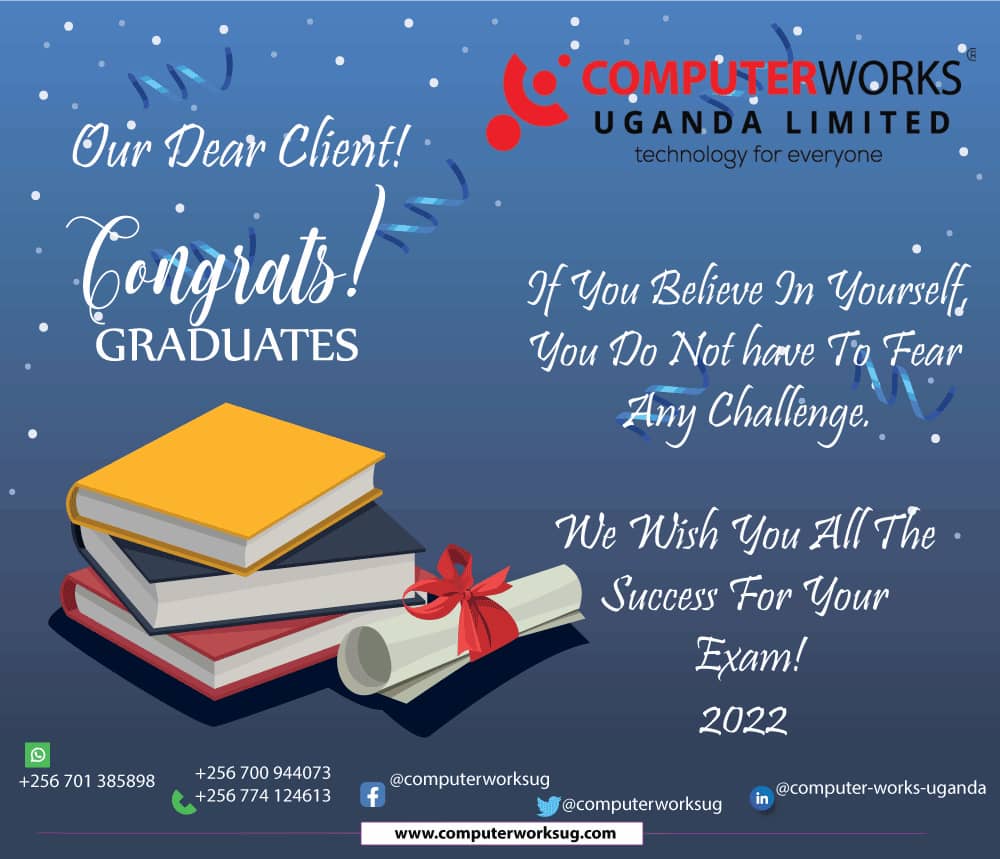 COMPUTERWORKS®
UGANDA LIMITED
technology for everyone
Our Dear Client!
Congrats!
GRADUATES
If You Believe In Yourself,
You Do Not have To Fear
Any Challenge.
We Wish You All The
Success For Your
Exam!
2022
+256 701 385898
+256 700 944073
+256 774 124613
@computerworksug
@computerworksug
in
@computer-works-uganda
www.computerworksug.com